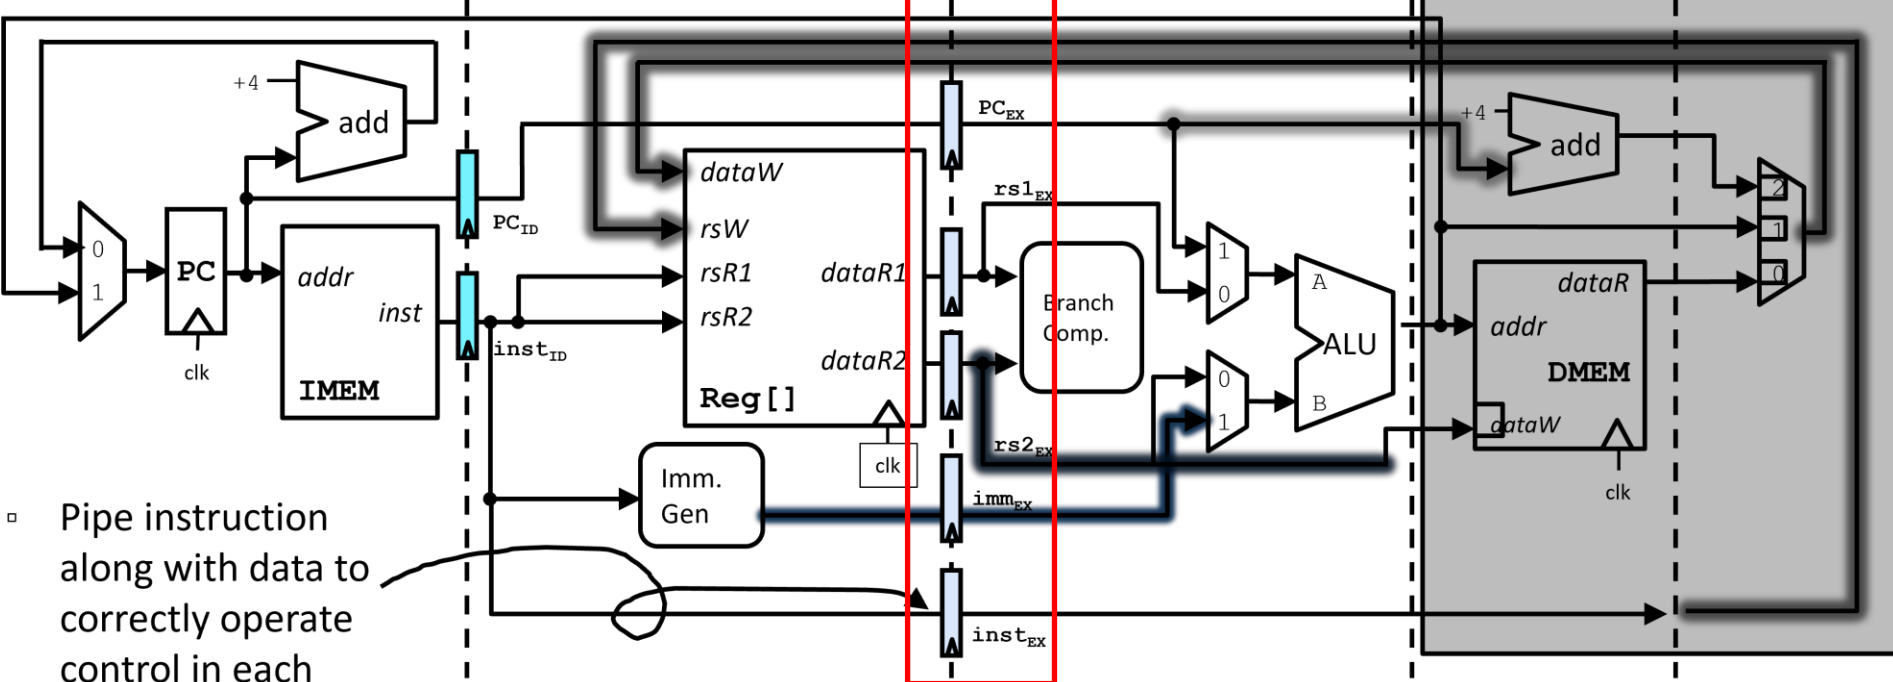 +4
add
PC_EX
+4
add
dataW
rs1_EX
2
PC_ID
rsW
1
0
PC
addr
rsR1
dataR1
1
A
0
dataR
1
inst
rsR2
Branch
Comp.
0
ALU
addr
inst_ID
dataR2
DMEM
clk
IMEM
Reg[]
0
B
1
dataW
rs2_EX
clk
Imm.
Gen
imm_EX
clk
▫ Pipe instruction
along with data to
correctly operate
control in each
inst_EX